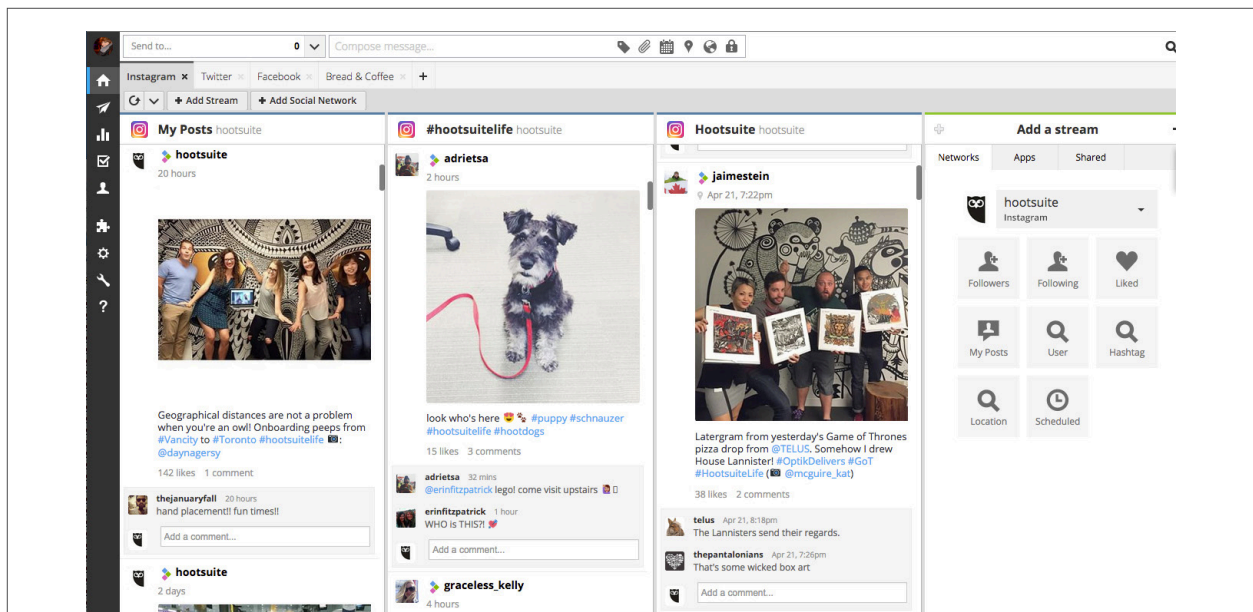 Send to...
0
Compose message...
Instagram × Twitter × Facebook × Bread & Coffee × +
+ Add Stream + Add Social Network
My Posts hootsuite
hootsuite
20 hours
Geographical distances are not a problem
when you're an owl! Onboarding peeps from
#Vancity to #Toronto #hootsuitelife 📷:
@daynagersy
142 likes 1 comment
thejanuaryfall 20 hours
hand placement!! fun times!!
Add a comment...
hootsuite
2 days
#hootsuitelife hootsuite
adrietsa
2 hours
look who's here 😍 🐾 #puppy #schnauzer
#hootsuitelife #hootdogs
15 likes 3 comments
adrietsa 32 mins
@erinfitzpatrick lego! come visit upstairs
erinfitzpatrick 1 hour
WHO is THIS?! 💘
Add a comment...
graceless_kelly
4 hours
Hootsuite hootsuite
Add a comment...
jaimestein
Apr 21, 7:22pm
Latergram from yesterday's Game of Thrones
pizza drop from @TELUS. Somehow I drew
House Lannister! #OptikDelivers #GoT
#HootsuiteLife (📷 @mcguire_kat)
38 likes 2 comments
telus Apr 21, 8:18pm
The Lannisters send their regards.
thepantalonians Apr 21, 7:26pm
That's some wicked box art
Add a comment...
Add a stream
Networks Apps Shared
hootsuite
Instagram
Followers Following Liked
My Posts User Hashtag
Location Scheduled
?